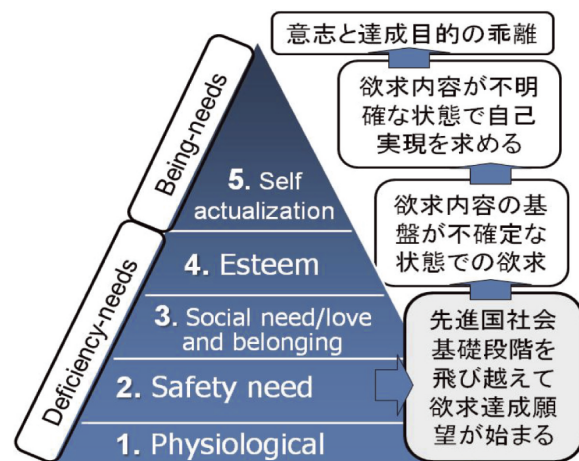 意志と達成目的の乖離
欲求内容が不明
確な状態で自己
実現を求める
欲求内容の基
盤が不確定な
状態での欲求
先進国社会
基礎段階を
飛び越えて
欲求達成願
望が始まる
Being-needs
Deficiency-needs
5. Self
actualization
4. Esteem
3. Social need/love
and belonging
2. Safety need
1. Physiological